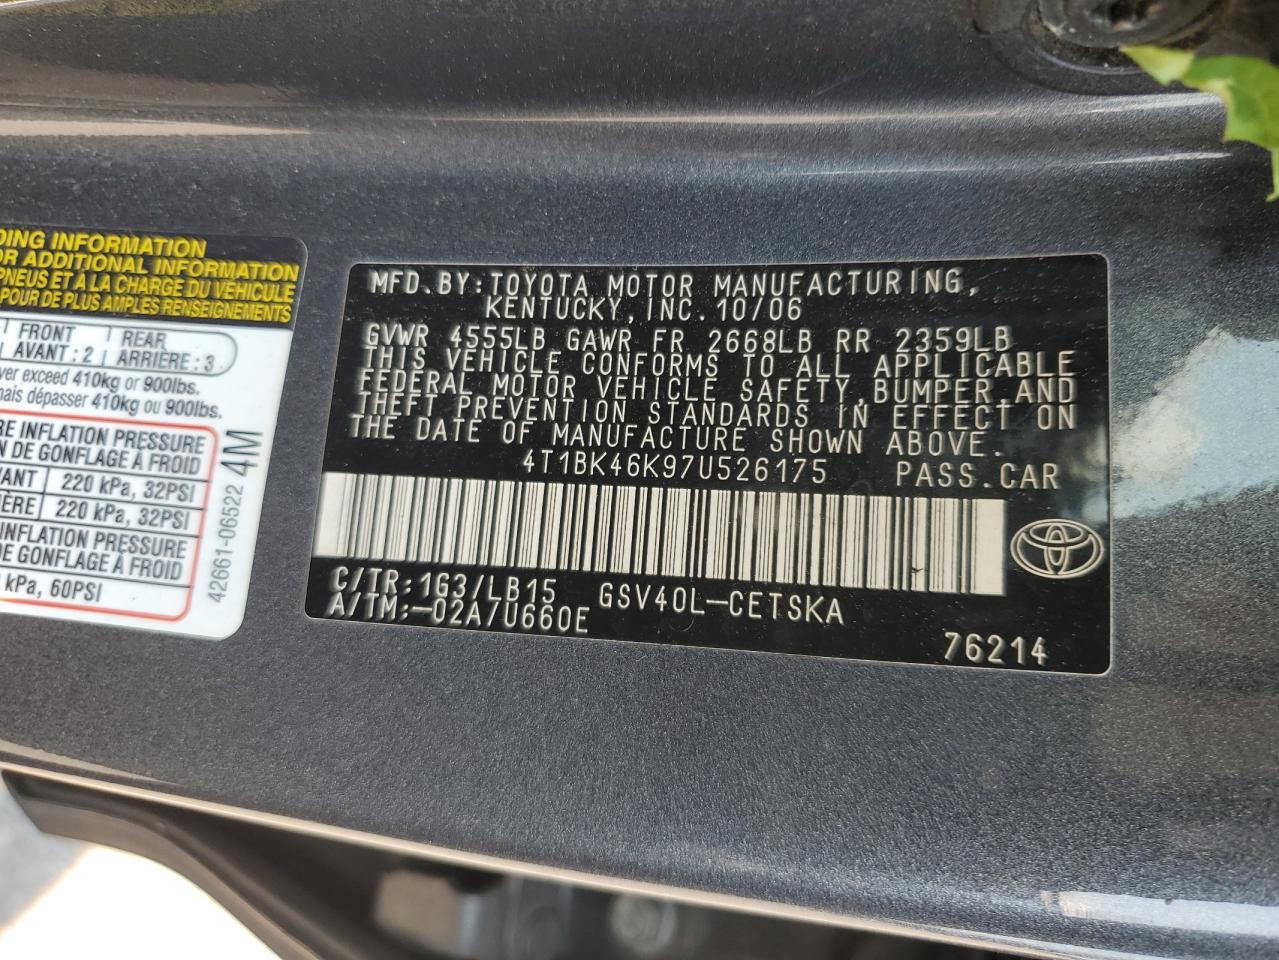 DING INFORMATION
OR ADDITIONAL INFORMATION
PNEUS ET À LA CHARGE DU VÉHICULE
POUR DE PLUS AMPLES RENSEIGNEMENTS
FRONT REAR
AVANT : 2 ARRIÈRE : 3
ver exceed 410kg or 900lbs.
mais dépasser 410kg ou 900lbs.
RE INFLATION PRESSURE
N DE GONFLAGE À FROID
VANT 220 kPa, 32PSI
IÈRE 220 kPa, 32PSI
INFLATION PRESSURE
DE GONFLAGE À FROID
kPa, 60PSI
42661-06522 4M
MFD.BY:TOYOTA MOTOR MANUFACTURING,
KENTUCKY,INC.10/06
GVWR 4555LB GAWR FR 2668LB RR 2359LB
THIS VEHICLE CONFORMS TO ALL APPLICABLE
FEDERAL MOTOR VEHICLE SAFETY,BUMPER,AND
THEFT PREVENTION STANDARDS IN EFFECT ON
THE DATE OF MANUFACTURE SHOWN ABOVE.
4T1BK46K97U526175 PASS.CAR
C/TR:1G3/LB15 GSV40L-CETSKA
A/TM:-02A/U660E
76214